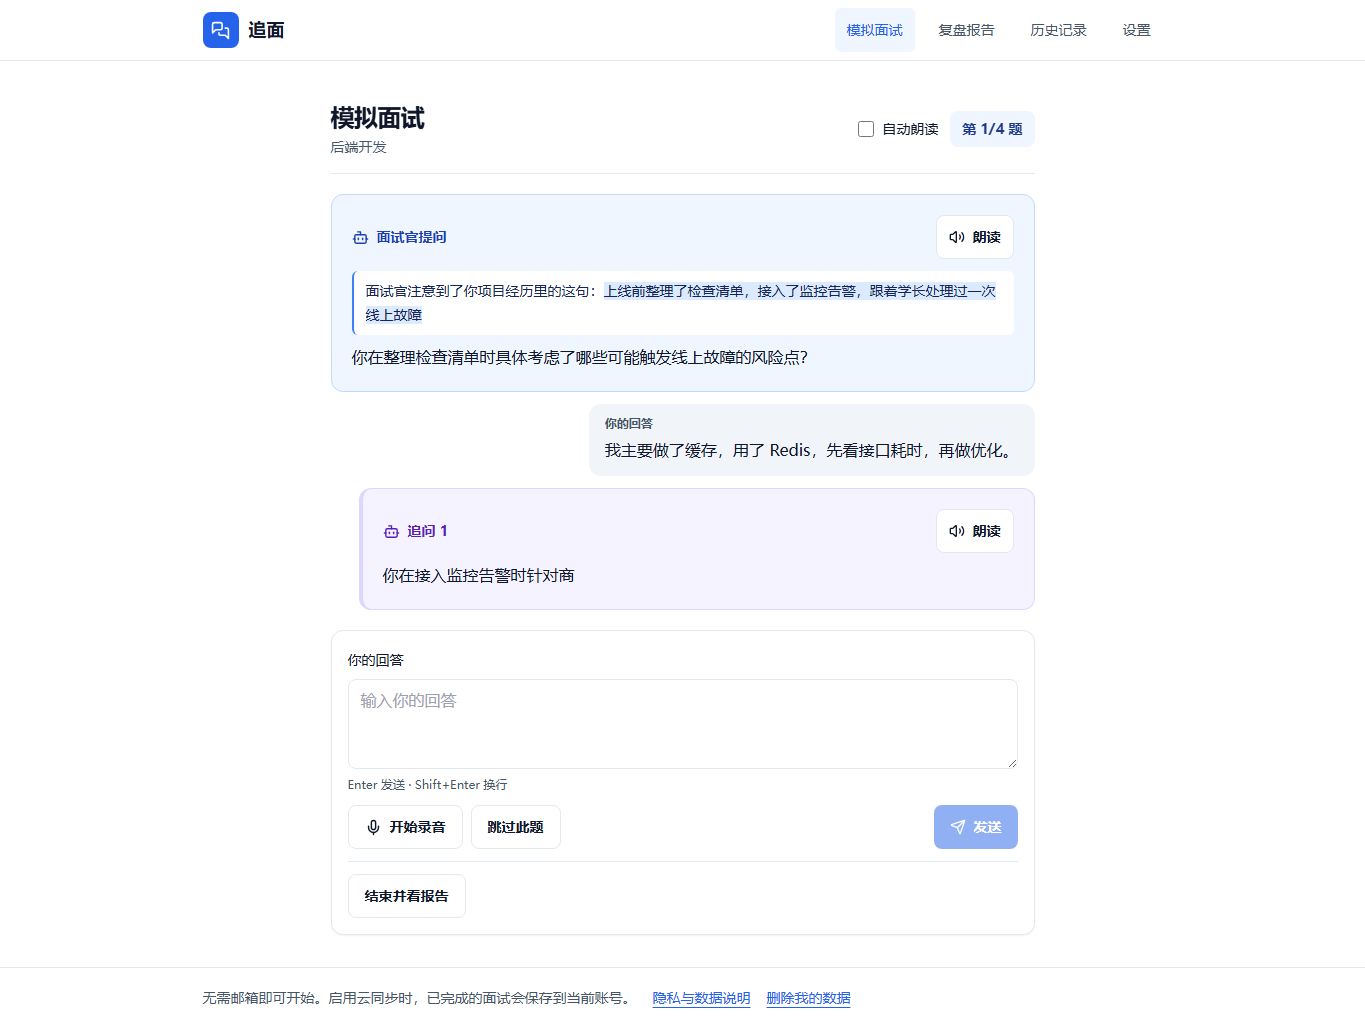 追面
模拟面试
复盘报告
历史记录
设置
模拟面试
后端开发
自动朗读
第 1/4 题
面试官提问
朗读
面试官注意到了你项目经历里的这句：上线前整理了检查清单，接入了监控告警，跟着学长处理过一次
线上故障
你在整理检查清单时具体考虑了哪些可能触发线上故障的风险点？
你的回答
我主要做了缓存，用了 Redis，先看接口耗时，再做优化。
追问 1
朗读
你在接入监控告警时针对商
你的回答
输入你的回答
Enter 发送 · Shift+Enter 换行
开始录音
跳过此题
发送
结束并看报告
无需邮箱即可开始。启用云同步时，已完成的面试会保存到当前账号。
隐私与数据说明
删除我的数据